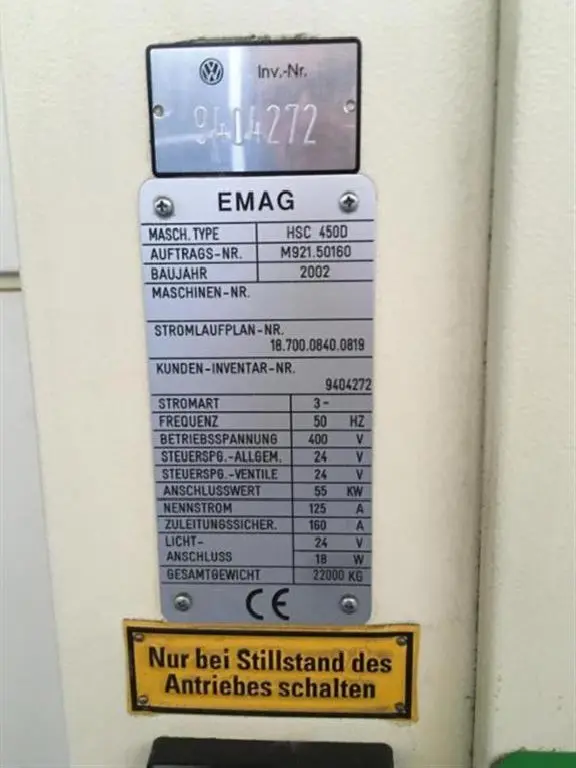 Inv.-Nr.
9404272
EMAG
MASCH. TYPE HSC 450D
AUFTRAGS-NR. M921.50160
BAUJAHR 2002
MASCHINEN-NR.
STROMLAUFPLAN-NR.
18.700.0840.0819
KUNDEN-INVENTAR-NR.
9404272
STROMART 3~
FREQUENZ 50 HZ
BETRIEBSSPANNUNG 400 V
STEUERSPG.-ALLGEM. 24 V
STEUERSPG.-VENTILE 24 V
ANSCHLUSSWERT 55 KW
NENNSTROM 125 A
ZULEITUNGSSICHER. 160 A
LICHT- 24 V
ANSCHLUSS 18 W
GESAMTGEWICHT 22000 KG
CE
Nur bei Stillstand des
Antriebes schalten